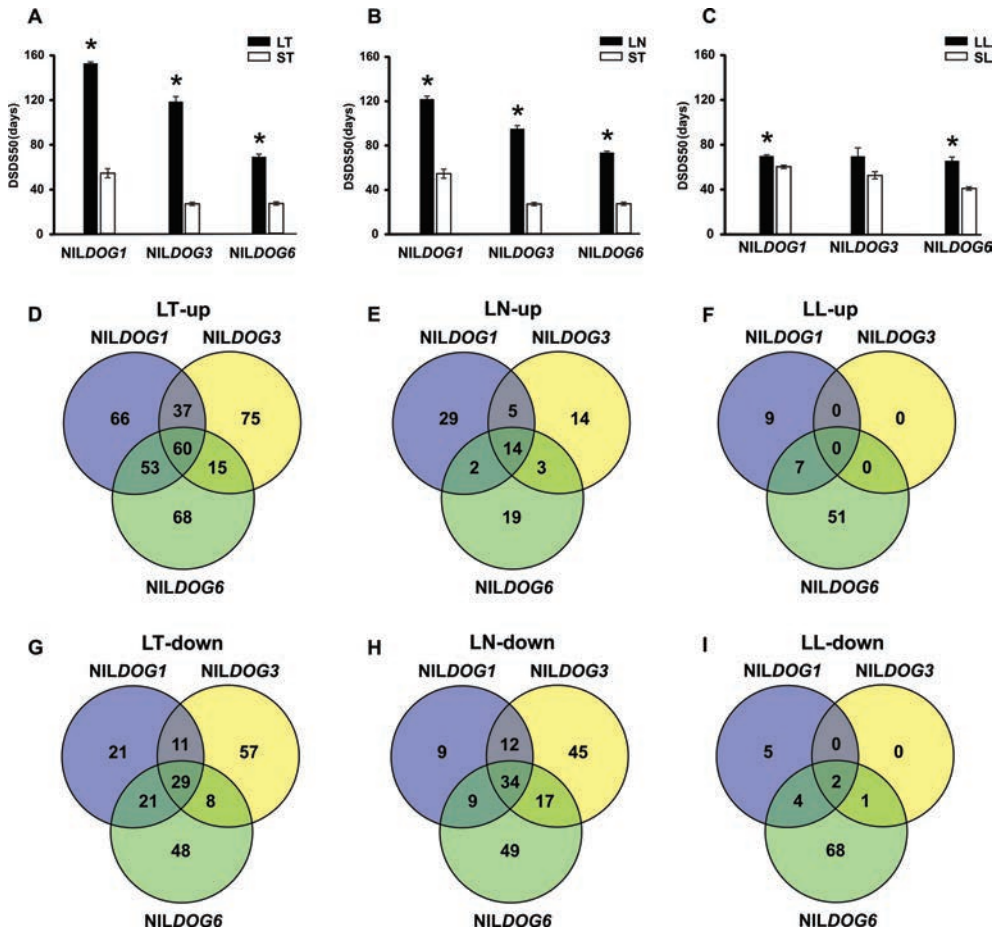 A
LT
ST
DSDS50(days)
160
120
80
40
0
*
*
*
NILDOG1
NILDOG3
NILDOG6
B
LN
ST
DSDS50(days)
160
120
80
40
0
*
*
*
NILDOG1
NILDOG3
NILDOG6
C
LL
SL
DSDS50(days)
160
120
80
40
0
*
*
NILDOG1
NILDOG3
NILDOG6
D
LT-up
NILDOG1
NILDOG3
66
37
75
60
53
15
68
NILDOG6
E
LN-up
NILDOG1
NILDOG3
29
5
14
14
2
3
19
NILDOG6
F
LL-up
NILDOG1
NILDOG3
9
0
0
0
7
0
51
NILDOG6
G
LT-down
NILDOG1
NILDOG3
21
11
57
29
21
8
48
NILDOG6
H
LN-down
NILDOG1
NILDOG3
9
12
45
34
9
17
49
NILDOG6
I
LL-down
NILDOG1
NILDOG3
5
0
0
2
4
1
68
NILDOG6